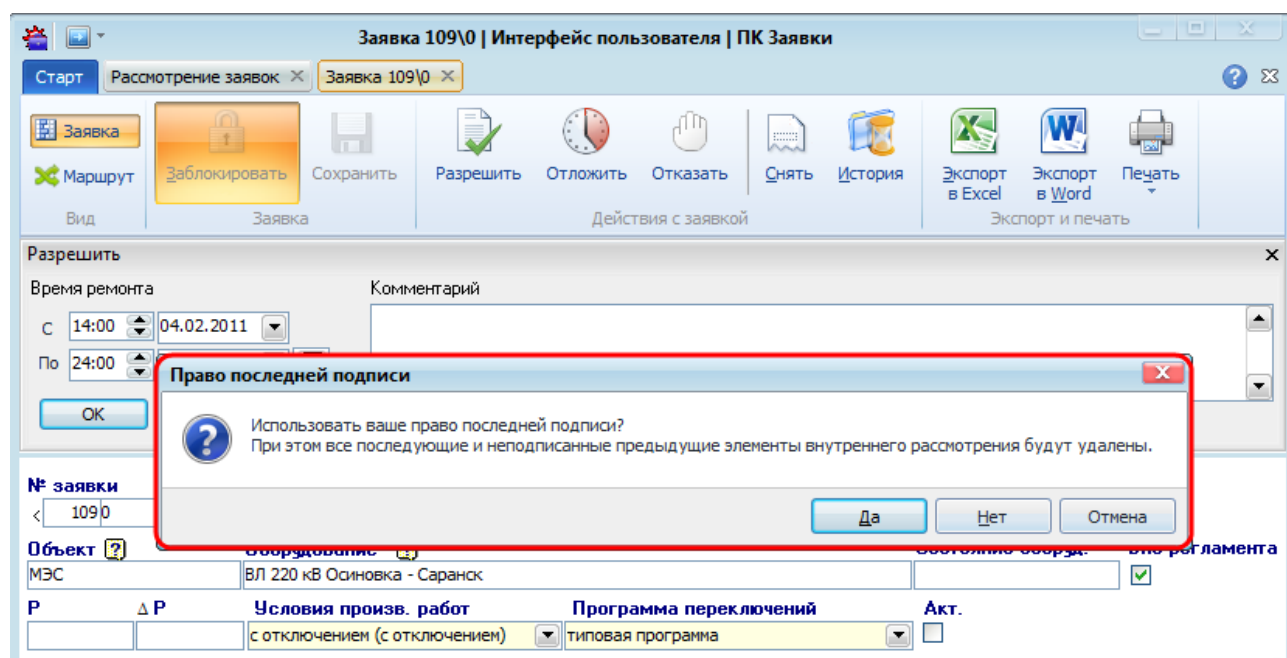 Заявка 109\0 | Интерфейс пользователя | ПК Заявки
Старт Рассмотрение заявок Заявка 109\0
Заявка
Маршрут Заблокировать Сохранить Разрешить Отложить Отказать Снять История Экспорт в Excel Экспорт в Word Печать
Вид Заявка Действия с заявкой Экспорт и печать
Разрешить
Время ремонта Комментарий
С 14:00 04.02.2011
По 24:00
Право последней подписи
OK
Использовать ваше право последней подписи?
При этом все последующие и неподписанные предыдущие элементы внутреннего рассмотрения будут удалены.
Да Нет Отмена
№ заявки
< 109 0
Объект [?] регламента
МЭС ВЛ 220 кВ Осиновка - Саранск
P Δ P Условия произв. работ Программа переключений Акт.
с отключением (с отключением) типовая программа